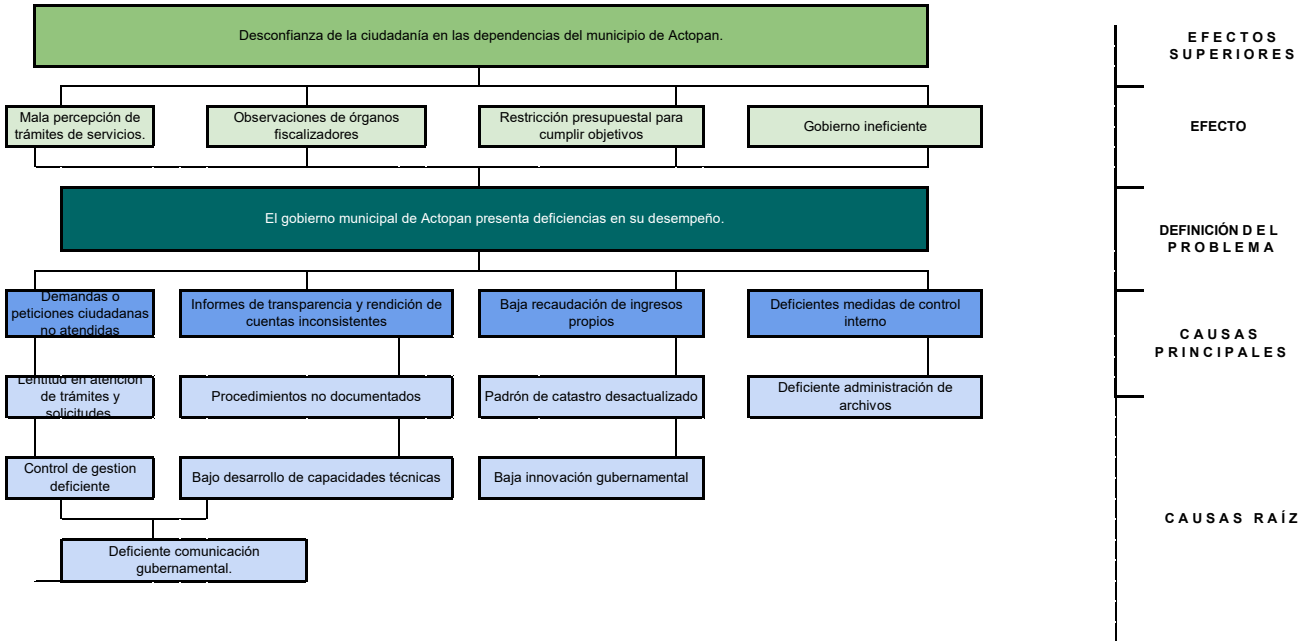 Desconfianza de la ciudadanía en las dependencias del municipio de Actopan.
EFECTOS
SUPERIORES
Mala percepción de
trámites de servicios.
Observaciones de órganos
fiscalizadores
Restricción presupuestal para
cumplir objetivos
Gobierno ineficiente
EFECTO
El gobierno municipal de Actopan presenta deficiencias en su desempeño.
DEFINICIÓN DEL
PROBLEMA
Demandas o
peticiones ciudadanas
no atendidas
Informes de transparencia y rendición de
cuentas inconsistentes
Baja recaudación de ingresos
propios
Deficientes medidas de control
interno
CAUSAS
PRINCIPALES
Lentitud en atención
de trámites y
solicitudes
Procedimientos no documentados
Padrón de catastro desactualizado
Deficiente administración de
archivos
Control de gestion
deficiente
Bajo desarrollo de capacidades técnicas
Baja innovación gubernamental
CAUSAS RAÍZ
Deficiente comunicación
gubernamental.